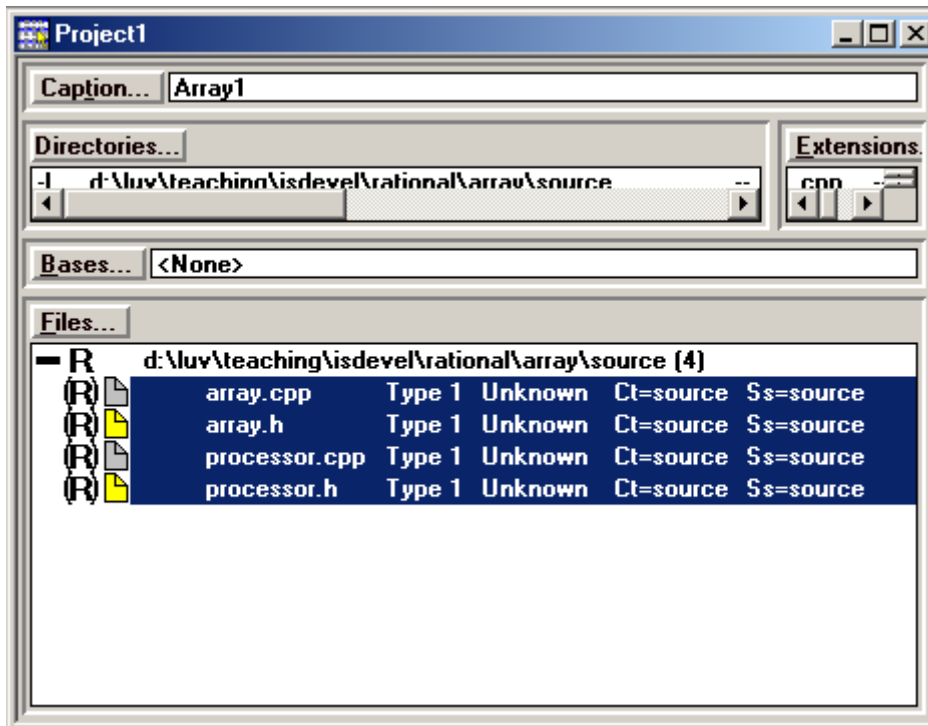 Project1
Caption... Array1
Directories... Extensions.
-I d:\luv\teaching\isdevel\rational\array\source -- cpp --
Bases... <None>
Files...
R d:\luv\teaching\isdevel\rational\array\source (4)
(R) array.cpp Type 1 Unknown Ct=source Ss=source
(R) array.h Type 1 Unknown Ct=source Ss=source
(R) processor.cpp Type 1 Unknown Ct=source Ss=source
(R) processor.h Type 1 Unknown Ct=source Ss=source